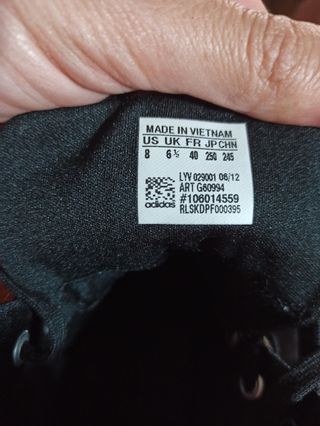 MADE IN VIETNAM
US UK FR JP CHN
8 6½ 40 250 245
LYV 029001 08/12
ART G60994
#106014559
RLSKDPF000395
adidas